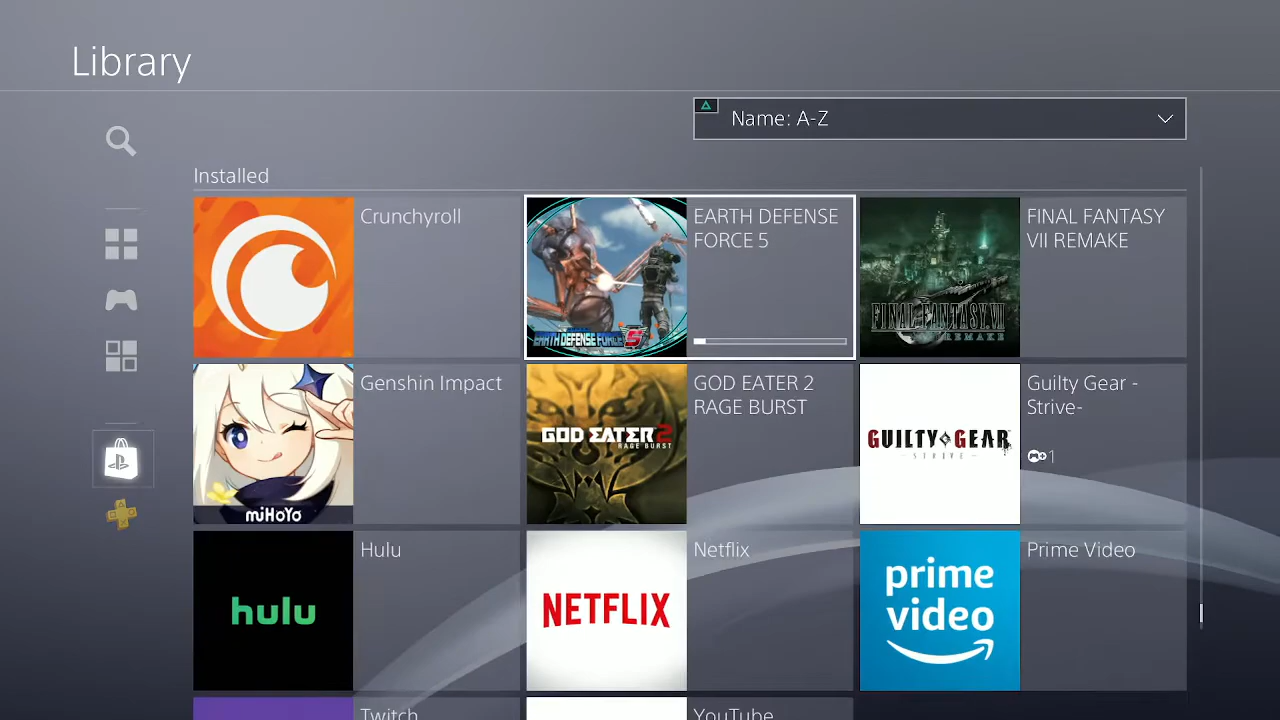 Library
Name: A-Z
Installed
Crunchyroll
EARTH DEFENSE
FORCE 5
EARTH DEFENSE FORCE 5
FINAL FANTASY
VII REMAKE
FINAL FANTASY VII
REMAKE
Genshin Impact
miHoYo
GOD EATER 2
RAGE BURST
GOD EATER 2
RAGE BURST
Guilty Gear -
Strive-
GUILTY GEAR
STRIVE
1
Hulu
hulu
Netflix
NETFLIX
Prime Video
prime
video
Twitch
YouTube